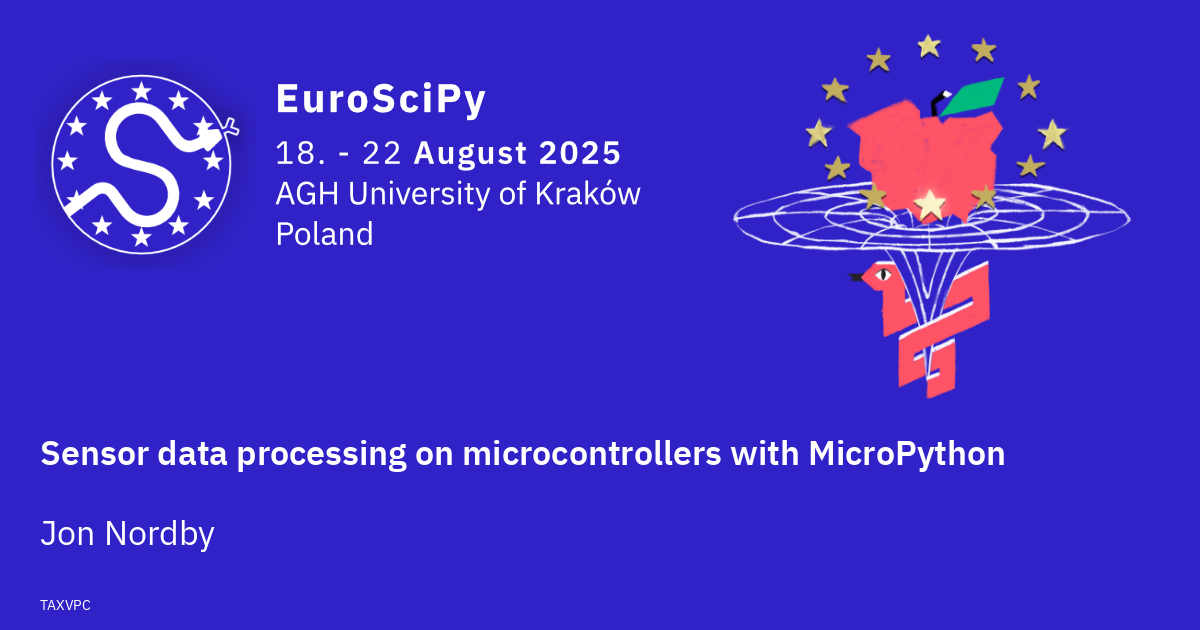 EuroSciPy
18. - 22 August 2025
AGH University of Kraków
Poland
Sensor data processing on microcontrollers with MicroPython
Jon Nordby
TAXVPC